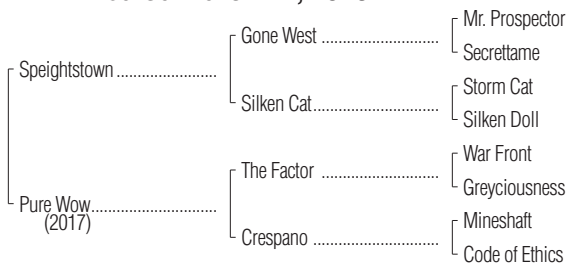 Mr. Prospector
Gone West
Secrettame
Speightstown
Storm Cat
Silken Cat
Silken Doll
War Front
The Factor
Greyciousness
Pure Wow
(2017)
Mineshaft
Crespano
Code of Ethics